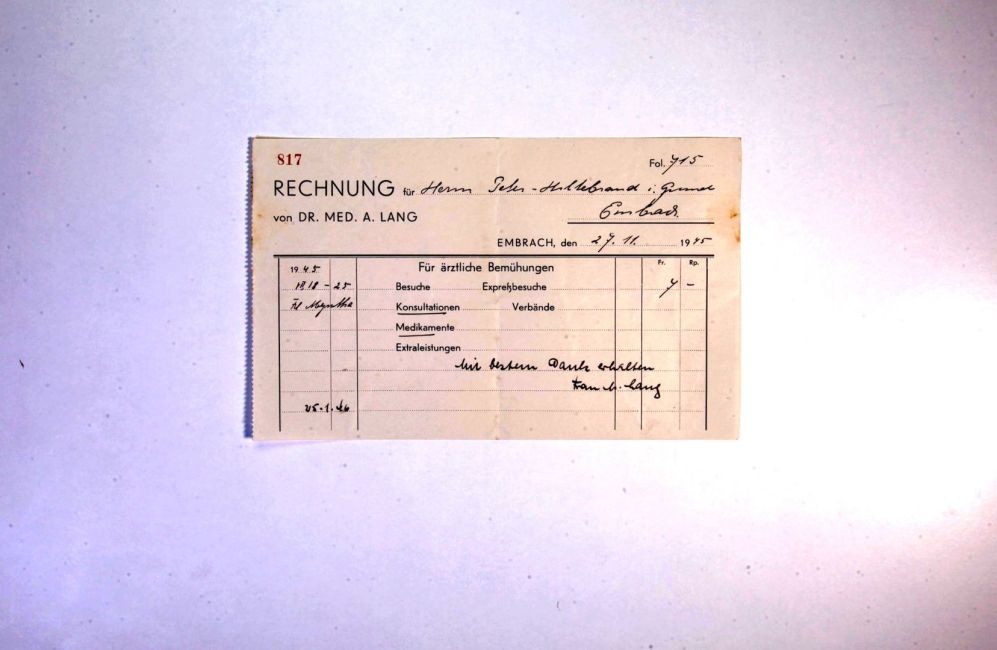 817
Fol. 715
RECHNUNG für Herrn Peter-Hiltebrand i. Grund
von DR. MED. A. LANG
Embrach
EMBRACH, den 27. 11. 1945
1945 Für ärztliche Bemühungen Fr. Rp.
Besuche Expreßbesuche 7 -
Konsultationen Verbände
Medikamente
Extraleistungen
Mit bestem Dank erhalten
Frau Lang
25.1.46